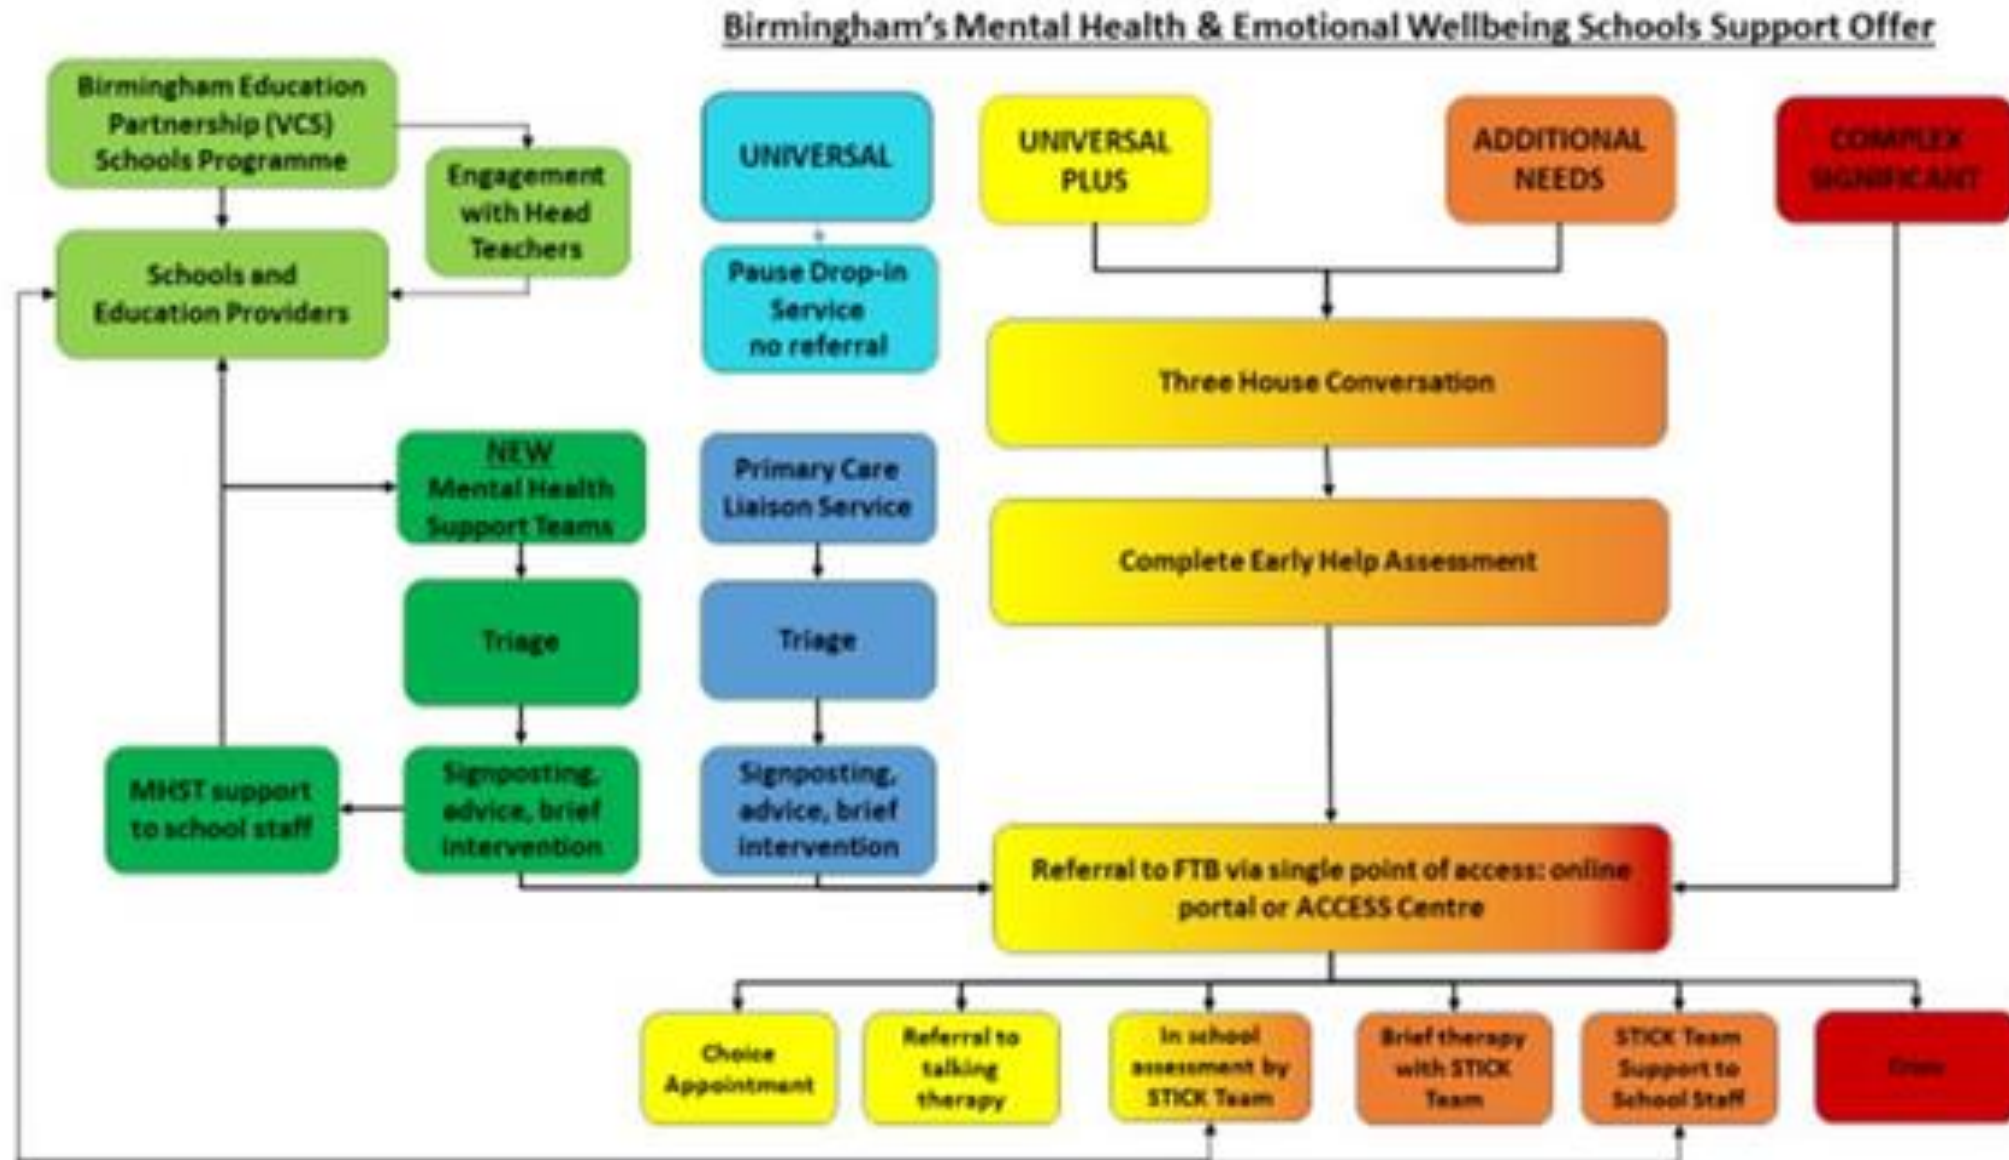 Birmingham's Mental Health & Emotional Wellbeing Schools Support Offer
Birmingham Education
Partnership (VCS)
Schools Programme
Engagement
with Head
Teachers
Schools and
Education Providers
UNIVERSAL
Pause Drop-in
Service
no referral
UNIVERSAL
PLUS
ADDITIONAL
NEEDS
COMPLEX
SIGNIFICANT
Three House Conversation
Complete Early Help Assessment
NEW
Mental Health
Support Teams
Triage
Signposting,
advice, brief
intervention
MHST support
to school staff
Primary Care
Liaison Service
Triage
Signposting,
advice, brief
intervention
Referral to FTB via single point of access: online
portal or ACCESS Centre
Choice
Appointment
Referral to
talking
therapy
In school
assessment by
STICK Team
Brief therapy
with STICK
Team
STICK Team
Support to
School Staff